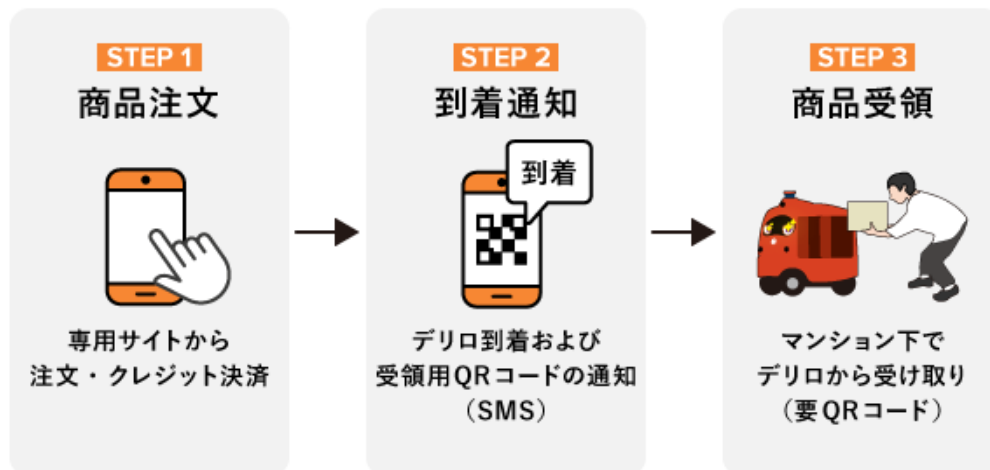 STEP 1
商品注文
専用サイトから
注文・クレジット決済
STEP 2
到着通知
到着
デリロ到着および
受領用QRコードの通知
（SMS）
STEP 3
商品受領
マンション下で
デリロから受け取り
（要QRコード）